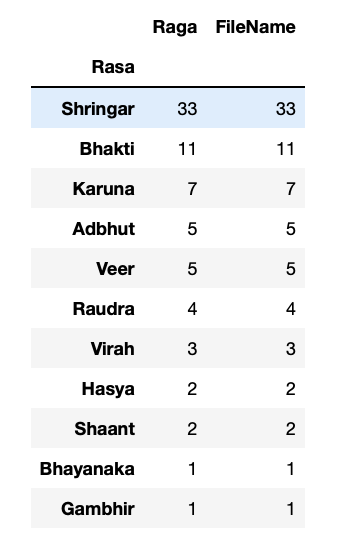 Raga FileName
Rasa
Shringar 33 33
Bhakti 11 11
Karuna 7 7
Adbhut 5 5
Veer 5 5
Raudra 4 4
Virah 3 3
Hasya 2 2
Shaant 2 2
Bhayanaka 1 1
Gambhir 1 1